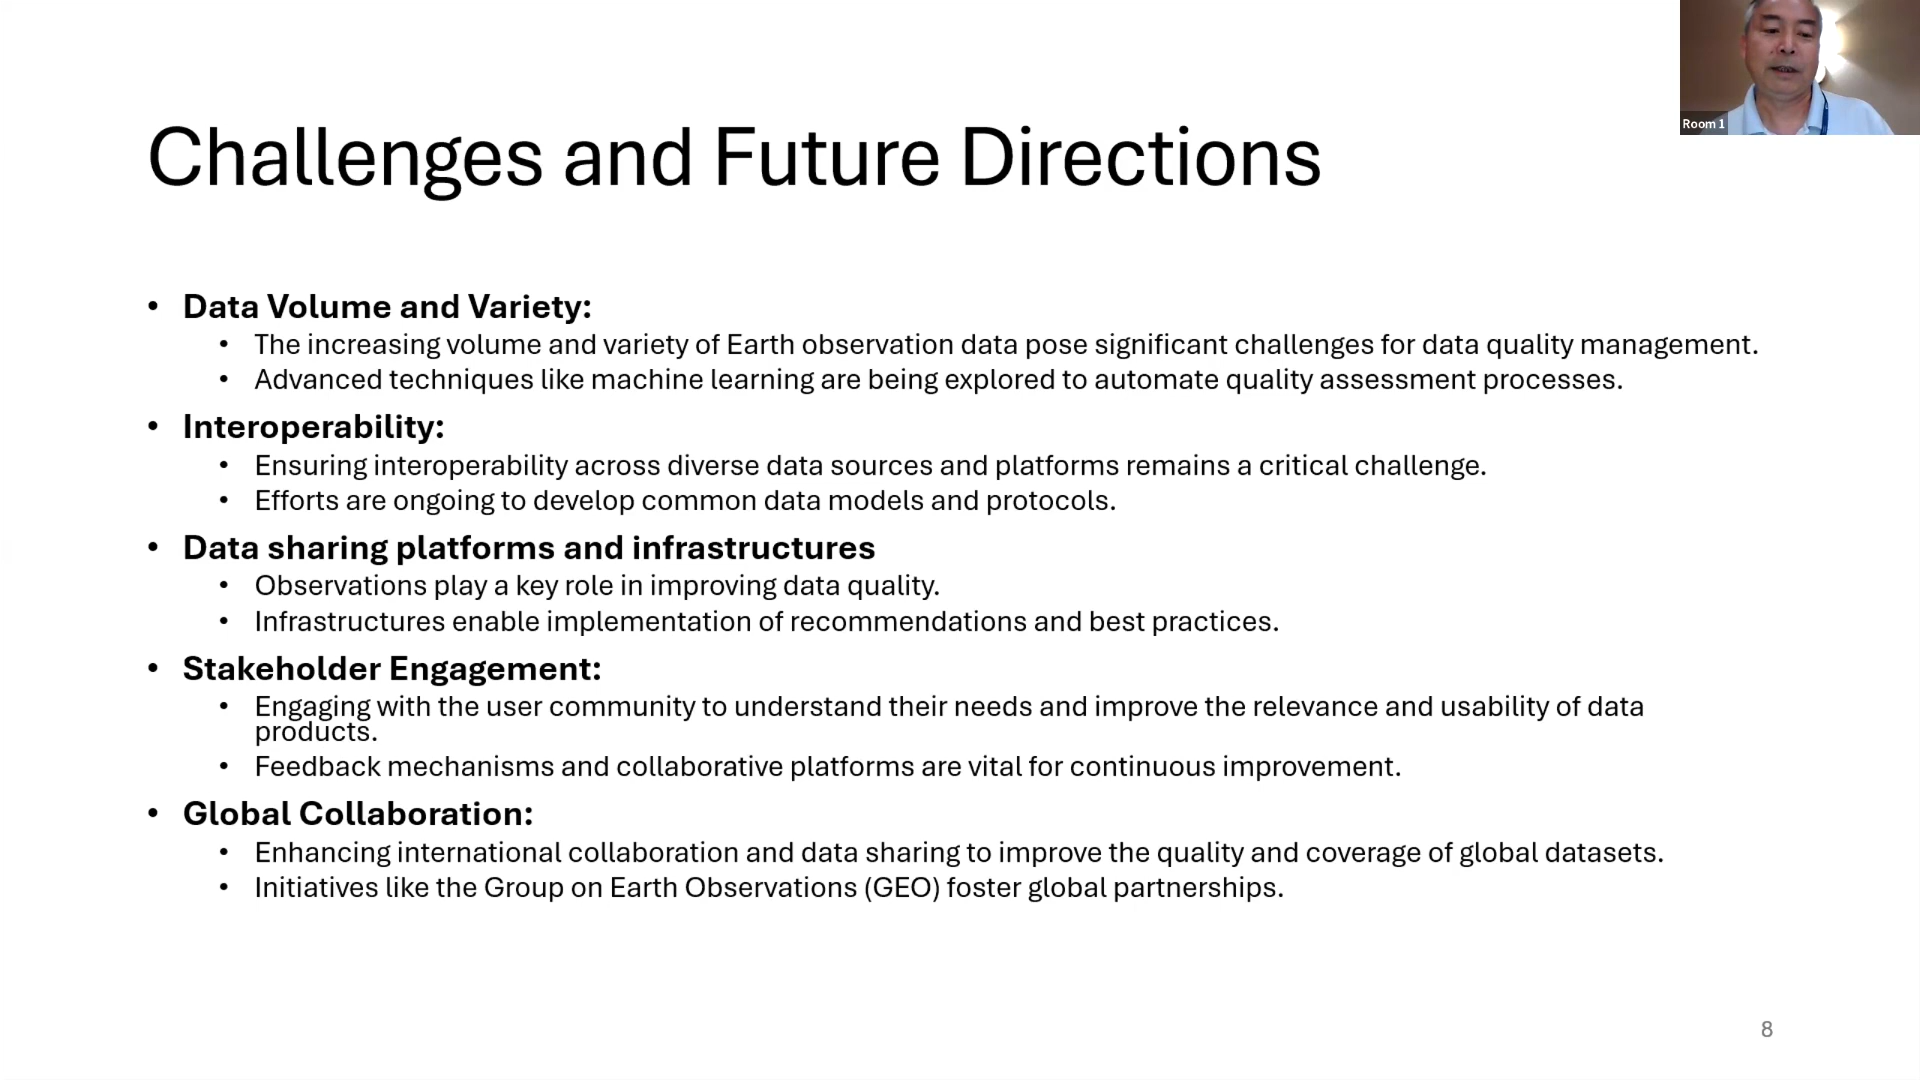 Room 1
Challenges and Future Directions
• Data Volume and Variety:
• The increasing volume and variety of Earth observation data pose significant challenges for data quality management.
• Advanced techniques like machine learning are being explored to automate quality assessment processes.
• Interoperability:
• Ensuring interoperability across diverse data sources and platforms remains a critical challenge.
• Efforts are ongoing to develop common data models and protocols.
• Data sharing platforms and infrastructures
• Observations play a key role in improving data quality.
• Infrastructures enable implementation of recommendations and best practices.
• Stakeholder Engagement:
• Engaging with the user community to understand their needs and improve the relevance and usability of data
products.
• Feedback mechanisms and collaborative platforms are vital for continuous improvement.
• Global Collaboration:
• Enhancing international collaboration and data sharing to improve the quality and coverage of global datasets.
• Initiatives like the Group on Earth Observations (GEO) foster global partnerships.
8